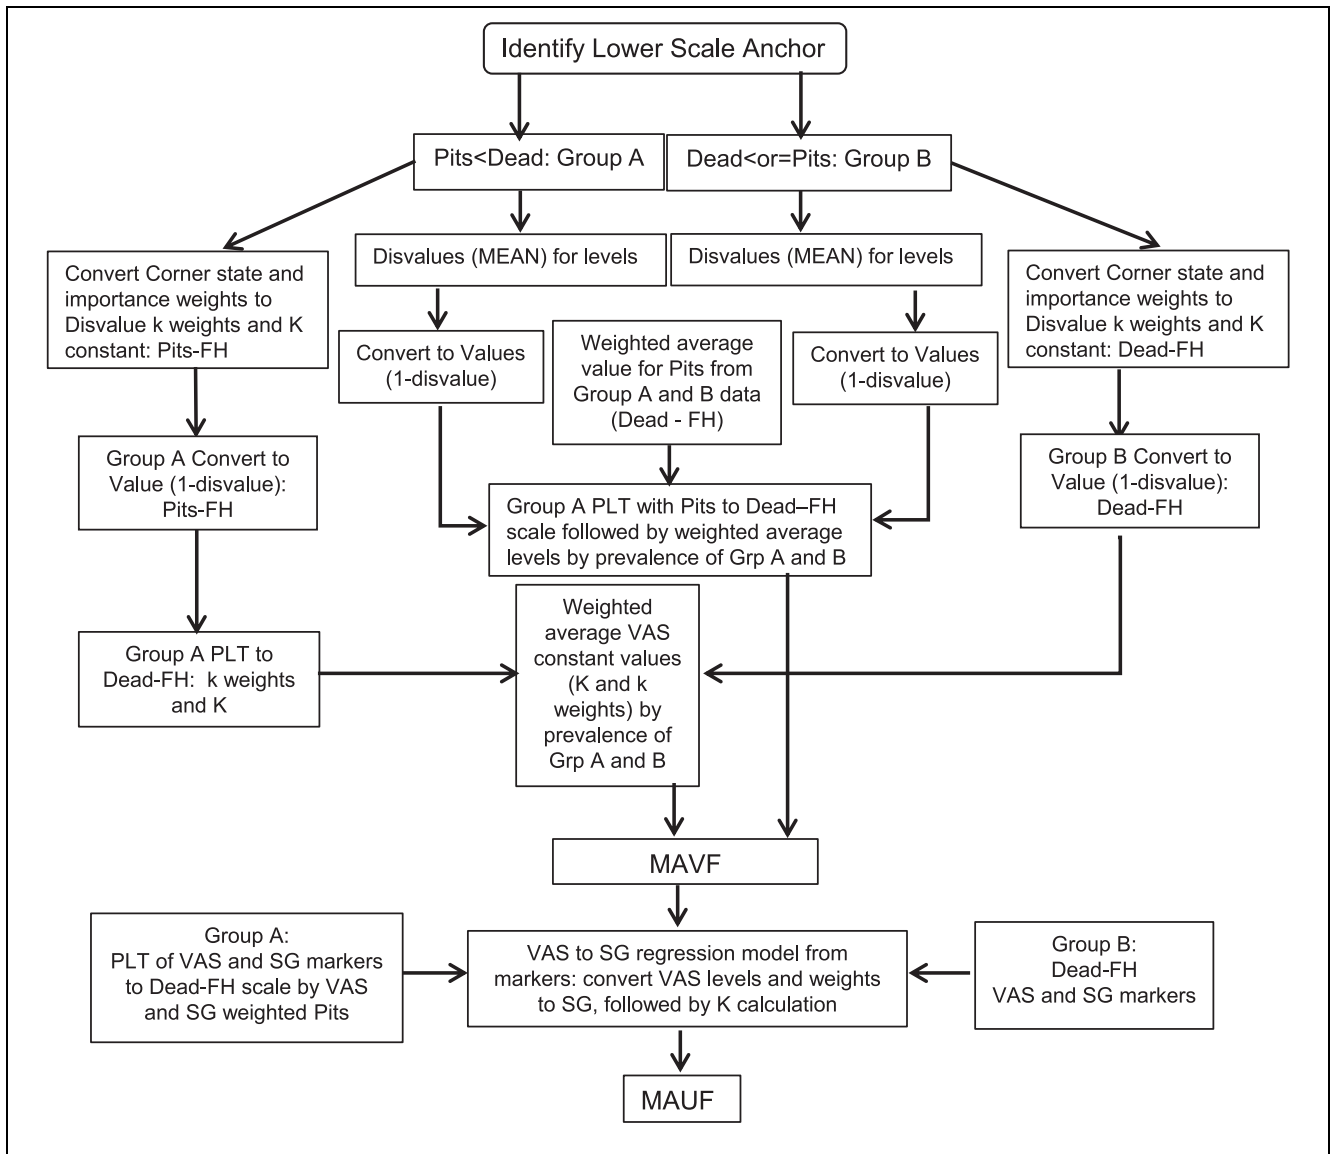 Identify Lower Scale Anchor
Pits<Dead: Group A
Dead<or=Pits: Group B
Convert Corner state and
importance weights to
Disvalue k weights and K
constant: Pits-FH
Disvalues (MEAN) for levels
Disvalues (MEAN) for levels
Convert Corner state and
importance weights to
Disvalue k weights and K
constant: Dead-FH
Convert to Values
(1-disvalue)
Weighted average
value for Pits from
Group A and B data
(Dead - FH)
Convert to Values
(1-disvalue)
Group A Convert to
Value (1-disvalue):
Pits-FH
Group A PLT with Pits to Dead–FH
scale followed by weighted average
levels by prevalence of Grp A and B
Group B Convert to
Value (1-disvalue):
Dead-FH
Group A PLT to
Dead-FH: k weights
and K
Weighted
average VAS
constant values
(K and k
weights) by
prevalence of
Grp A and B
MAVF
Group A:
PLT of VAS and SG markers
to Dead-FH scale by VAS
and SG weighted Pits
VAS to SG regression model from
markers: convert VAS levels and weights
to SG, followed by K calculation
Group B:
Dead-FH
VAS and SG markers
MAUF